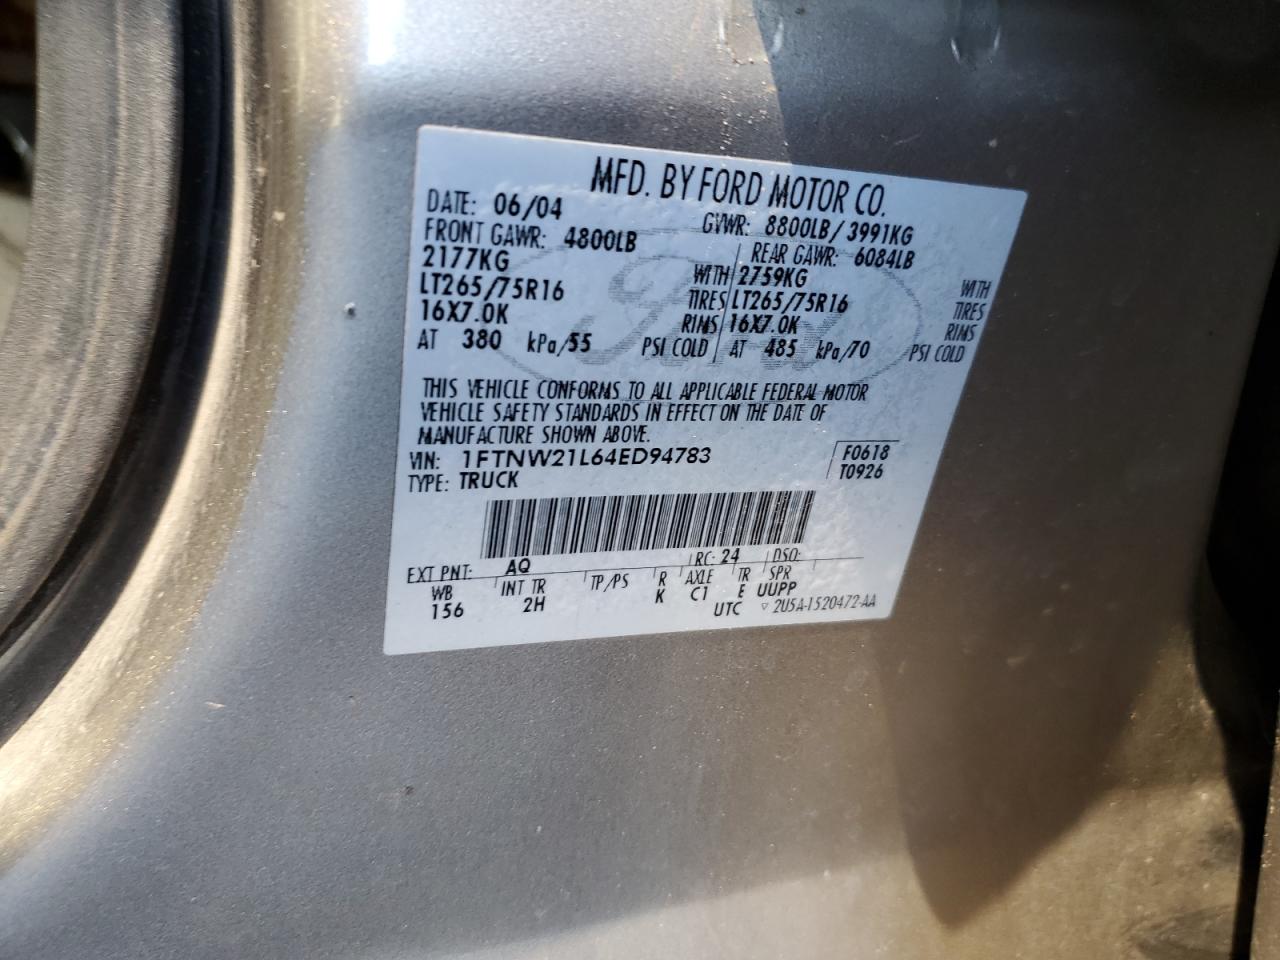 MFD. BY FORD MOTOR CO.
DATE: 06/04 GVWR: 8800LB/3991KG
FRONT GAWR: 4800LB REAR GAWR: 6084LB
2177KG WITH 2759KG WITH
LT265/75R16 TIRES LT265/75R16 TIRES
16X7.0K RIMS 16X7.0K RIMS
AT 380 kPa/55 PSI COLD AT 485 kPa/70 PSI COLD
THIS VEHICLE CONFORMS TO ALL APPLICABLE FEDERAL MOTOR
VEHICLE SAFETY STANDARDS IN EFFECT ON THE DATE OF
MANUFACTURE SHOWN ABOVE.
VIN: 1FTNW21L64ED94783 F0618
TYPE: TRUCK T0926
EXT PNT: AQ RC: 24 DSO:
WB INT TR TP/PS R AXLE TR SPR
156 2H K C1 E UUPP
UTC ▽ 2U5A-1520472-AA